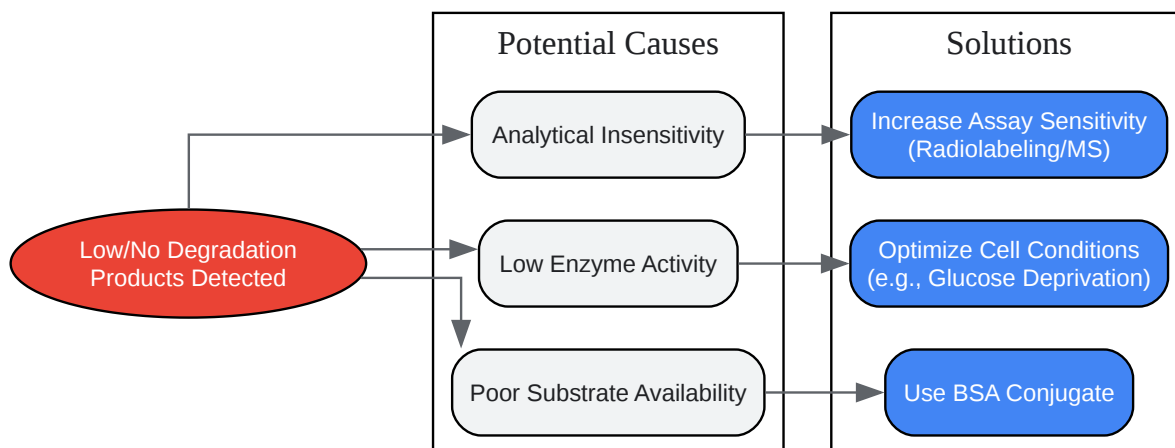 Potential Causes
Solutions
Analytical Insensitivity
Increase Assay Sensitivity
(Radiolabeling/MS)
Low/No Degradation
Products Detected
Low Enzyme Activity
Optimize Cell Conditions
(e.g., Glucose Deprivation)
Poor Substrate Availability
Use BSA Conjugate